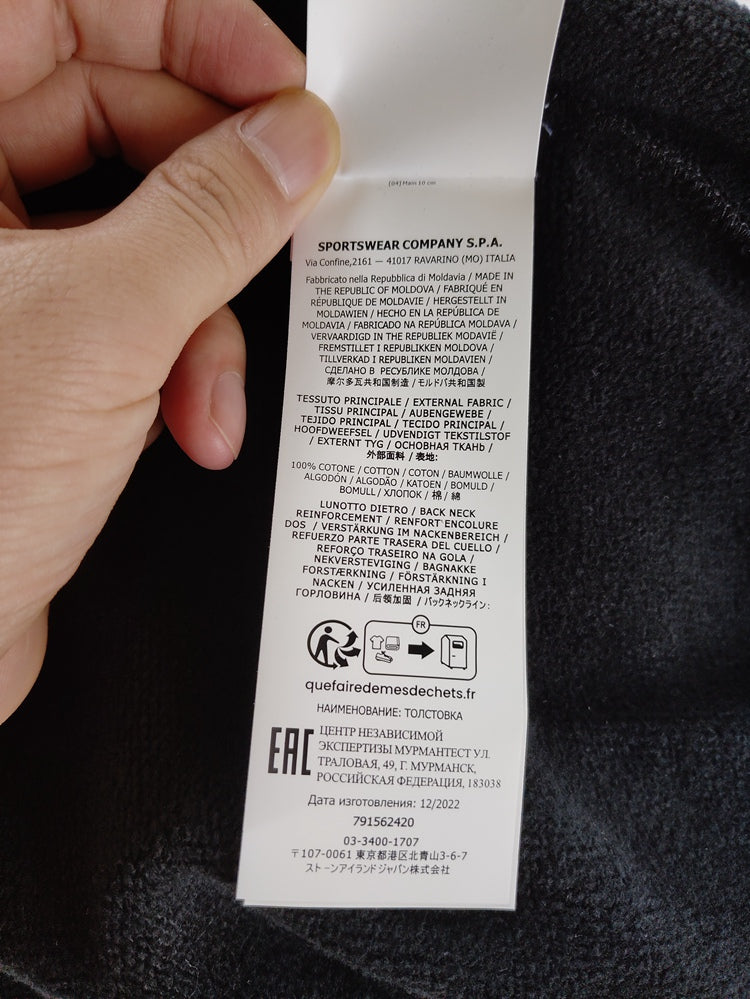 [04] Main 10 cm
SPORTSWEAR COMPANY S.P.A.
Via Confine,2161 — 41017 RAVARINO (MO) ITALIA
Fabbricato nella Repubblica di Moldavia / MADE IN
THE REPUBLIC OF MOLDOVA / FABRIQUÉ EN
RÉPUBLIQUE DE MOLDAVIE / HERGESTELLT IN
MOLDAWIEN / HECHO EN LA REPÚBLICA DE
MOLDAVIA / FABRICADO NA REPÚBLICA MOLDAVA /
VERVAARDIGD IN THE REPUBLIEK MODAVIË /
FREMSTILLET I REPUBLIKKEN MOLDOVA /
TILLVERKAD I REPUBLIKEN MOLDAVIEN /
СДЕЛАНО В РЕСУБЛИКЕ МОЛДОВА /
摩尔多瓦共和国制造 / モルドバ共和国製
TESSUTO PRINCIPALE / EXTERNAL FABRIC /
TISSU PRINCIPAL / AUBENGEWEBE /
TEJIDO PRINCIPAL / TECIDO PRINCIPAL /
HOOFDWEEFSEL / UDVENDIGT TEKSTILSTOF
/ EXTERNT TYG / ОСНОВНАЯ ТКАНЬ /
外部面料 / 表地:
100% COTONE / COTTON / COTON / BAUMWOLLE /
ALGODÓN / ALGODÃO / KATOEN / BOMULD /
BOMULL / ХЛОПОК / 棉 / 綿
LUNOTTO DIETRO / BACK NECK
REINFORCEMENT / RENFORT ENCOLURE
DOS / VERSTÄRKUNG IM NACKENBEREICH /
REFUERZO PARTE TRASERA DEL CUELLO /
REFORÇO TRASEIRO NA GOLA /
NEKVERSTEVIGING / BAGNAKKE
FORSTÆRKNING / FÖRSTÄRKNING I
NACKEN / УСИЛЕННАЯ ЗАДНЯЯ
ГОРЛОВИНА / 后领加固 / バックネックライン:
FR
quefairedemesdechets.fr
НАИМЕНОВАНИЕ: ТОЛСТОВКА
EAC
ЦЕНТР НЕЗАВИСИМОЙ
ЭКСПЕРТИЗЫ МУРМАНТЕСТ УЛ.
ТРАЛОВАЯ, 49, Г. МУРМАНСК,
РОССИЙСКАЯ ФЕДЕРАЦИЯ, 183038
Дата изготовления: 12/2022
791562420
03-3400-1707
〒107-0061 東京都港区北青山3-6-7
ストーンアイランドジャパン株式会社